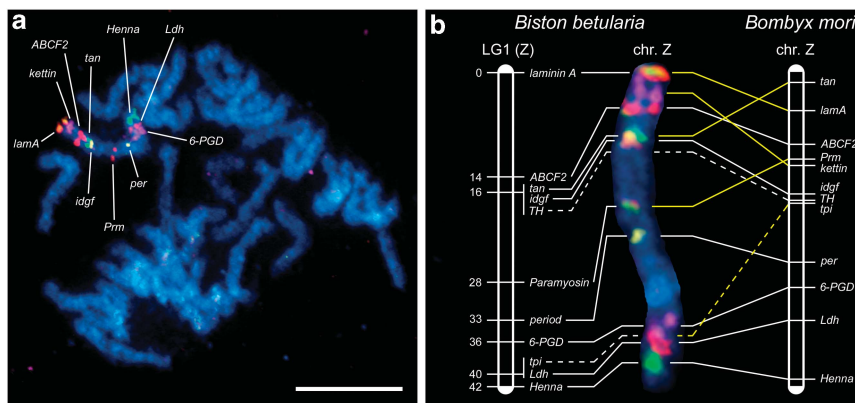 a
Henna
Ldh
ABCF2
tan
kettin
lamA
6-PGD
per
idgf
Prm
b
Biston betularia
Bombyx mori
LG1 (Z)
chr. Z
chr. Z
0
laminin A
tan
lamA
ABCF2
Prm
kettin
14
ABCF2
16
tan
idgf
TH
idgf
TH
tpi
per
28
Paramyosin
6-PGD
33
period
Ldh
36
6-PGD
tpi
40
Ldh
42
Henna
Henna